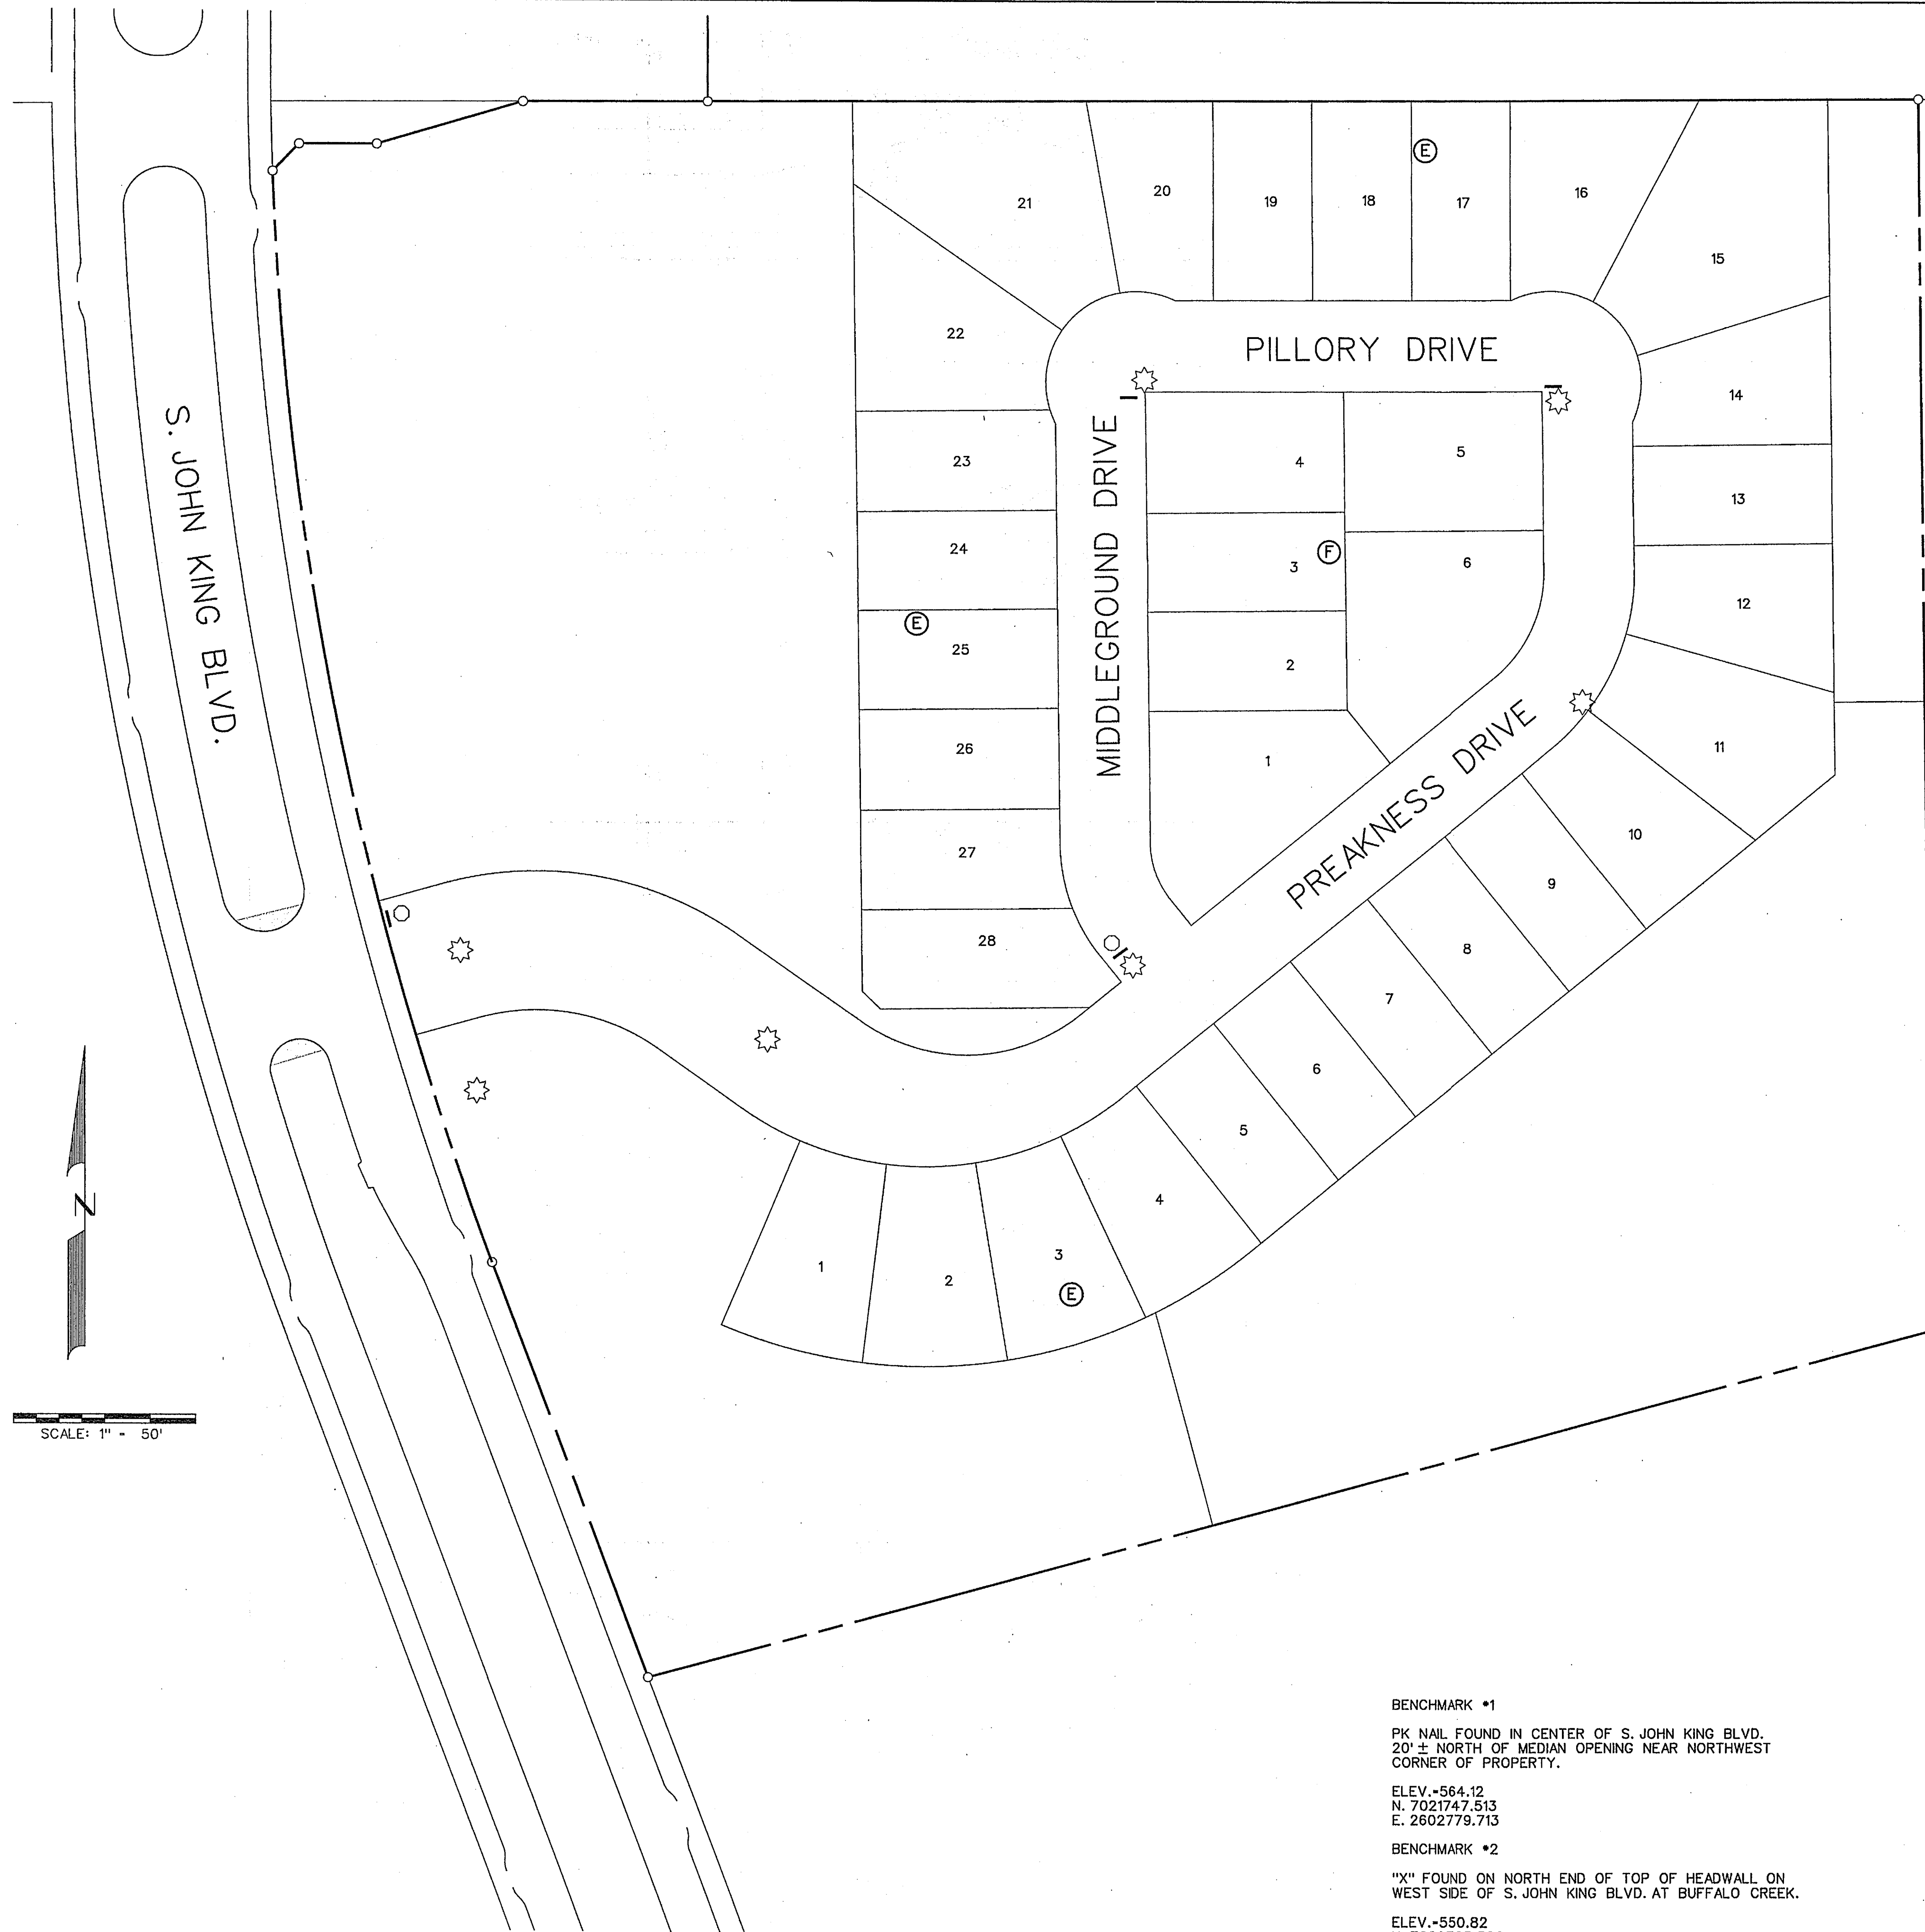 21
20
19
18
E
17
16
15
22
PILLORY DRIVE
14
S. JOHN KING BLVD.
MIDDLEGROUND DRIVE
23
4
5
13
24
3
F
6
12
E
25
2
26
1
PREAKNESS DRIVE
11
27
10
9
28
8
7
6
5
4
N
3
1
2
E
SCALE: 1" = 50'
BENCHMARK #1
PK NAIL FOUND IN CENTER OF S. JOHN KING BLVD.
20' ± NORTH OF MEDIAN OPENING NEAR NORTHWEST
CORNER OF PROPERTY.
ELEV.=564.12
N. 7021747.513
E. 2602779.713
BENCHMARK #2
"X" FOUND ON NORTH END OF TOP OF HEADWALL ON
WEST SIDE OF S. JOHN KING BLVD. AT BUFFALO CREEK.
ELEV.=550.82